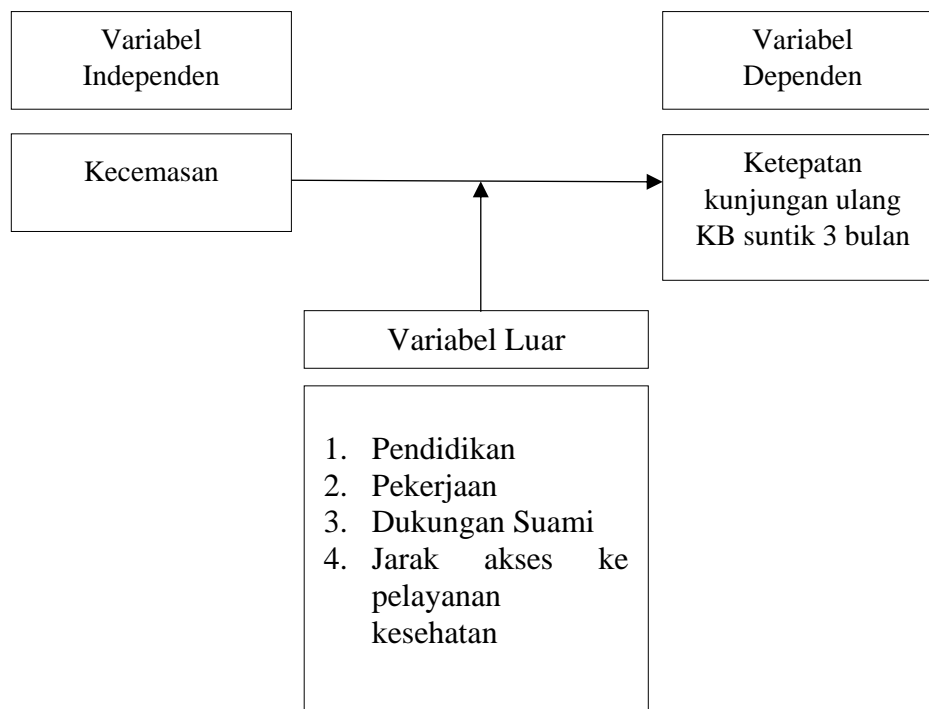 Variabel
Independen
Variabel
Dependen
Kecemasan
Ketepatan
kunjungan ulang
KB suntik 3 bulan
Variabel Luar
1. Pendidikan
2. Pekerjaan
3. Dukungan Suami
4. Jarak akses ke
pelayanan
kesehatan